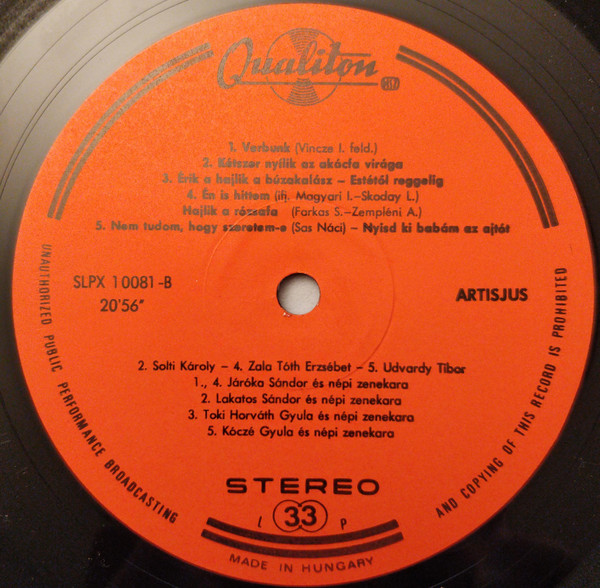 Qualiton
1. Verbunk (Vincze I. feld.)
2. Kétszer nyílik az akácfa virága
3. Érik a hajlik a búzakalász – Estétől reggelig
4. Én is hittem (ifj. Magyari I.–Skoday L.)
Hajlik a rózsafa (Farkas S.–Zempléni A.)
5. Nem tudom, hogy szeretem-e (Sas Náci) – Nyisd ki babám az ajtót
SLPX 10081-B
20'56"
ARTISJUS
2. Solti Károly – 4. Zala Tóth Erzsébet – 5. Udvardy Tibor
1., 4. Járóka Sándor és népi zenekara
2. Lakatos Sándor és népi zenekara
3. Toki Horváth Gyula és népi zenekara
5. Kóczé Gyula és népi zenekara
STEREO
L 33 P
MADE IN HUNGARY
UNAUTHORIZED PUBLIC PERFORMANCE BROADCASTING
AND COPYING OF THIS RECORD IS PROHIBITED